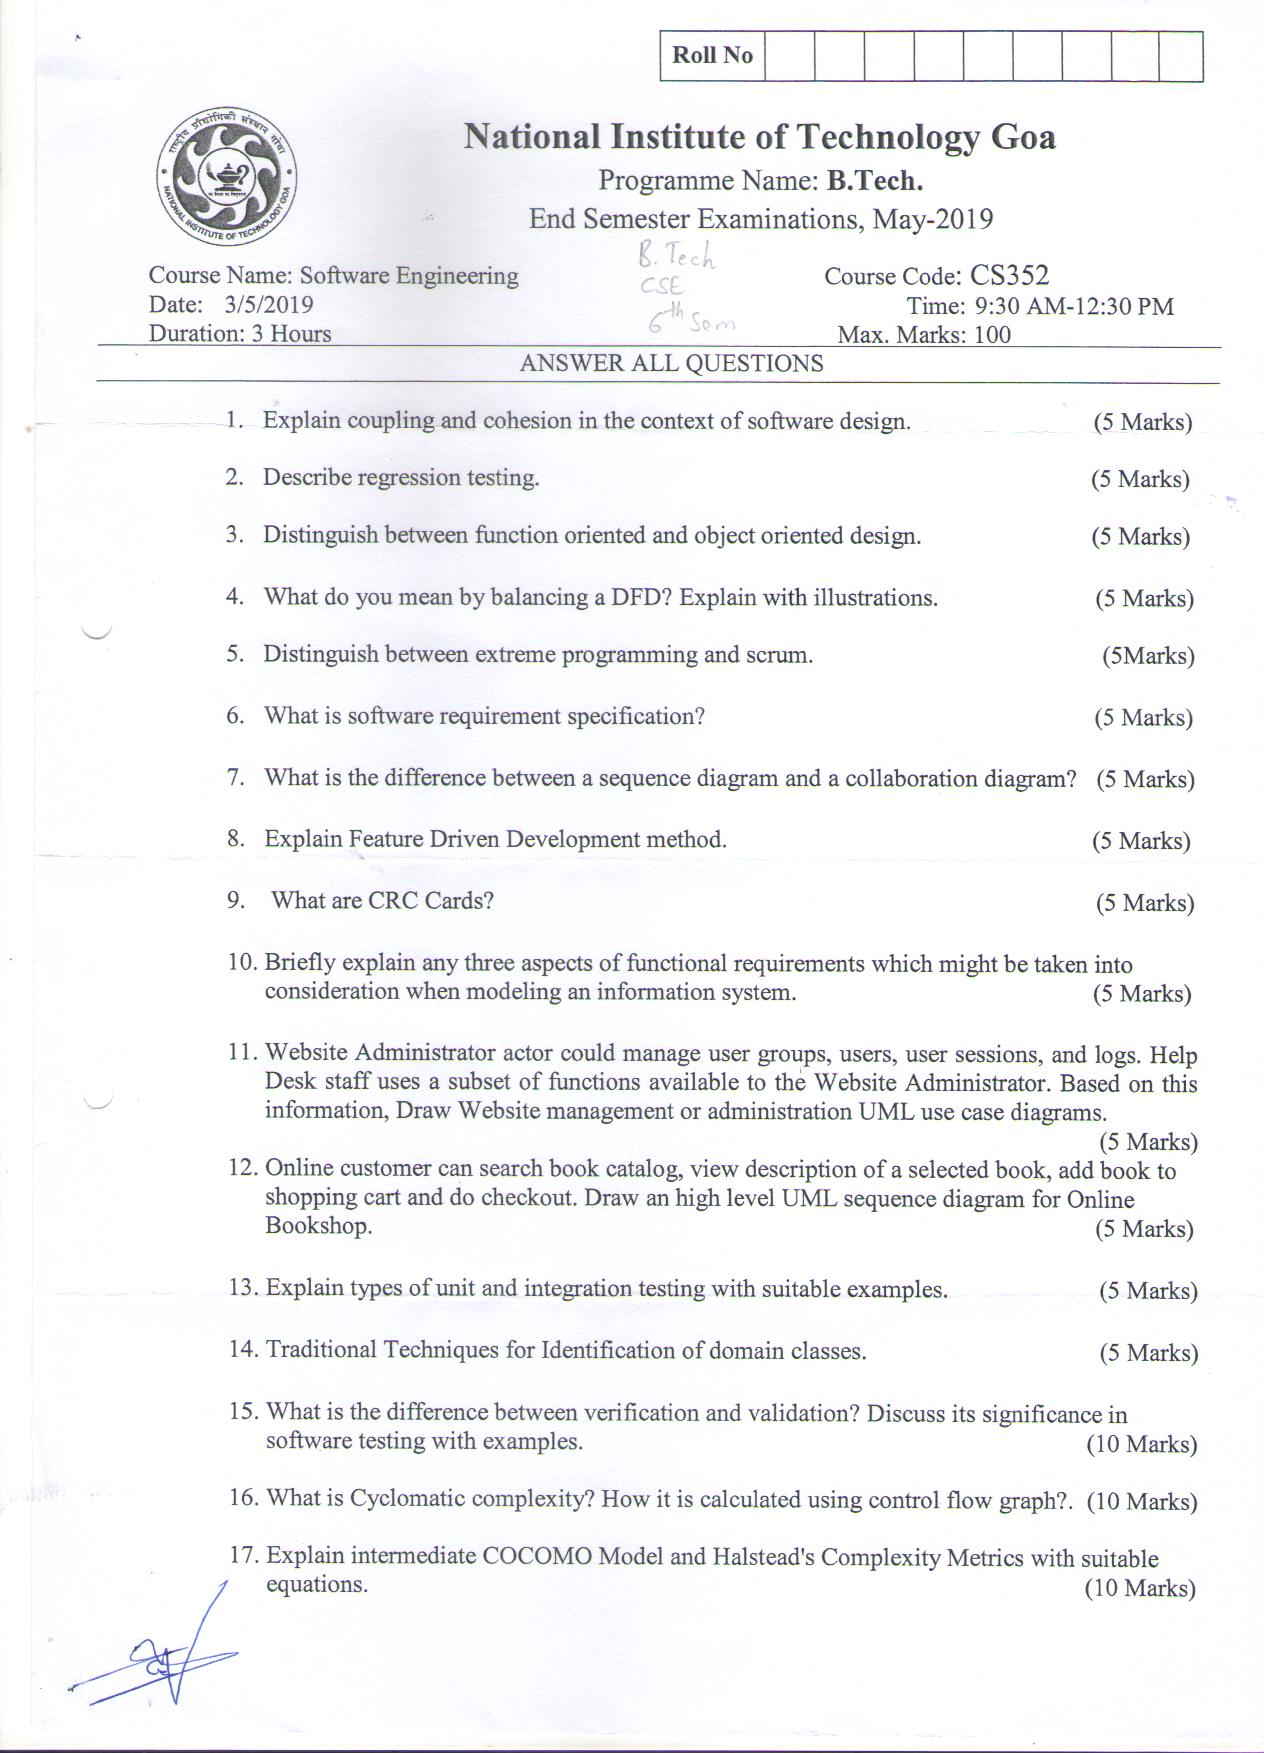 Roll No
राष्ट्रीय प्रौद्योगिकी संस्थान गोवा
NATIONAL INSTITUTE OF TECHNOLOGY GOA
National Institute of Technology Goa
Programme Name: B.Tech.
End Semester Examinations, May-2019
B. Tech
CSE
6th Sem
Course Name: Software Engineering Course Code: CS352
Date: 3/5/2019 Time: 9:30 AM-12:30 PM
Duration: 3 Hours Max. Marks: 100
ANSWER ALL QUESTIONS
1. Explain coupling and cohesion in the context of software design. (5 Marks)
2. Describe regression testing. (5 Marks)
3. Distinguish between function oriented and object oriented design. (5 Marks)
4. What do you mean by balancing a DFD? Explain with illustrations. (5 Marks)
5. Distinguish between extreme programming and scrum. (5Marks)
6. What is software requirement specification? (5 Marks)
7. What is the difference between a sequence diagram and a collaboration diagram? (5 Marks)
8. Explain Feature Driven Development method. (5 Marks)
9. What are CRC Cards? (5 Marks)
10. Briefly explain any three aspects of functional requirements which might be taken into
consideration when modeling an information system. (5 Marks)
11. Website Administrator actor could manage user groups, users, user sessions, and logs. Help
Desk staff uses a subset of functions available to the Website Administrator. Based on this
information, Draw Website management or administration UML use case diagrams.
(5 Marks)
12. Online customer can search book catalog, view description of a selected book, add book to
shopping cart and do checkout. Draw an high level UML sequence diagram for Online
Bookshop. (5 Marks)
13. Explain types of unit and integration testing with suitable examples. (5 Marks)
14. Traditional Techniques for Identification of domain classes. (5 Marks)
15. What is the difference between verification and validation? Discuss its significance in
software testing with examples. (10 Marks)
16. What is Cyclomatic complexity? How it is calculated using control flow graph?. (10 Marks)
17. Explain intermediate COCOMO Model and Halstead's Complexity Metrics with suitable
equations. (10 Marks)